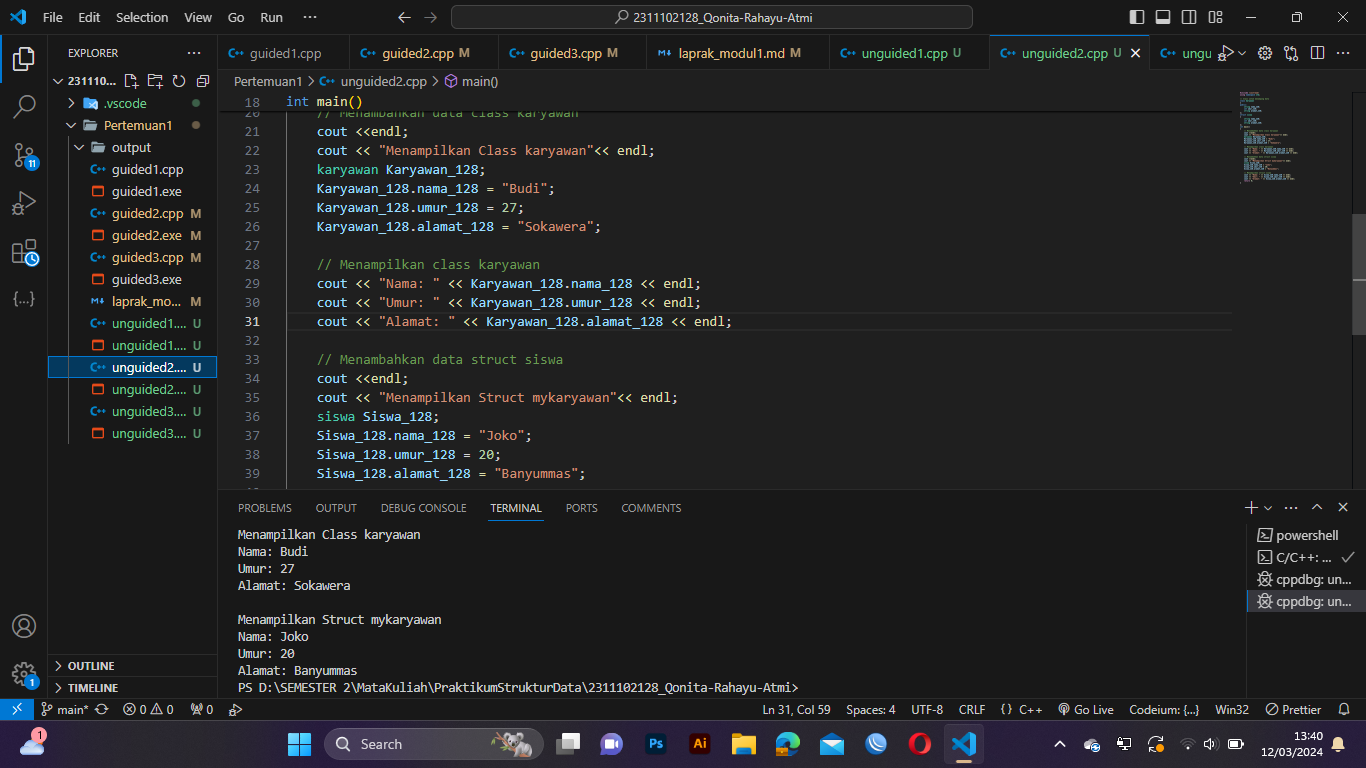 File Edit Selection View Go Run ··· 2311102128_Qonita-Rahayu-Atmi
EXPLORER ···
guided1.cpp guided2.cpp M guided3.cpp M laprak_modul1.md M unguided1.cpp U unguided2.cpp U ungu
231110...
Pertemuan1 > unguided2.cpp > main()
.vscode
Pertemuan1
output
guided1.cpp
guided1.exe
guided2.cpp M
guided2.exe M
guided3.cpp M
guided3.exe
laprak_mo... M
unguided1.... U
unguided1.... U
unguided2.... U
unguided2.... U
unguided3.... U
unguided3.... U
OUTLINE
TIMELINE
18 int main()
20 // Menambahkan data class karyawan
21 cout <<endl;
22 cout << "Menampilkan Class karyawan"<< endl;
23 karyawan Karyawan_128;
24 Karyawan_128.nama_128 = "Budi";
25 Karyawan_128.umur_128 = 27;
26 Karyawan_128.alamat_128 = "Sokawera";
27
28 // Menampilkan class karyawan
29 cout << "Nama: " << Karyawan_128.nama_128 << endl;
30 cout << "Umur: " << Karyawan_128.umur_128 << endl;
31 cout << "Alamat: " << Karyawan_128.alamat_128 << endl;
32
33 // Menambahkan data struct siswa
34 cout <<endl;
35 cout << "Menampilkan Struct mykaryawan"<< endl;
36 siswa Siswa_128;
37 Siswa_128.nama_128 = "Joko";
38 Siswa_128.umur_128 = 20;
39 Siswa_128.alamat_128 = "Banyummas";
PROBLEMS OUTPUT DEBUG CONSOLE TERMINAL PORTS COMMENTS
Menampilkan Class karyawan
Nama: Budi
Umur: 27
Alamat: Sokawera
Menampilkan Struct mykaryawan
Nama: Joko
Umur: 20
Alamat: Banyummas
PS D:\SEMESTER 2\MataKuliah\PraktikumStrukturData\2311102128_Qonita-Rahayu-Atmi>
powershell
C/C++: ...
cppdbg: un...
cppdbg: un...
11
1
main* 0 0 0 Ln 31, Col 59 Spaces: 4 UTF-8 CRLF {} C++ Go Live Codeium: {...} Win32 Prettier
1 Search Ps Ai 13:40
12/03/2024